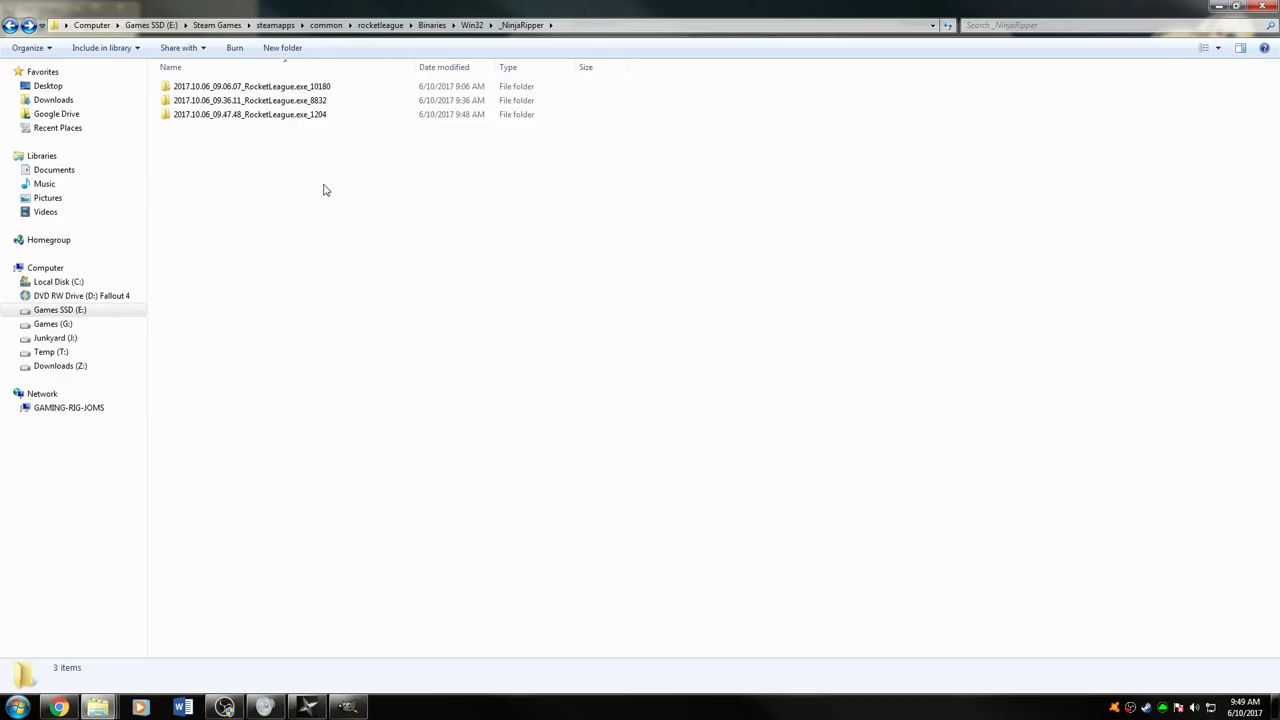 Computer Games SSD (E:) Steam Games steamapps common rocketleague Binaries Win32 _NinjaRipper Search _NinjaRipper
Organize Include in library Share with Burn New folder
Name Date modified Type Size
2017.10.06_09.06.07_RocketLeague.exe_10180 6/10/2017 9:06 AM File folder
2017.10.06_09.36.11_RocketLeague.exe_8832 6/10/2017 9:36 AM File folder
2017.10.06_09.47.48_RocketLeague.exe_1204 6/10/2017 9:48 AM File folder
Favorites
Desktop
Downloads
Google Drive
Recent Places
Libraries
Documents
Music
Pictures
Videos
Homegroup
Computer
Local Disk (C:)
DVD RW Drive (D:) Fallout 4
Games SSD (E:)
Games (G:)
Junkyard (J:)
Temp (T:)
Downloads (Z:)
Network
GAMING-RIG-JOMS
3 items
9:49 AM
6/10/2017